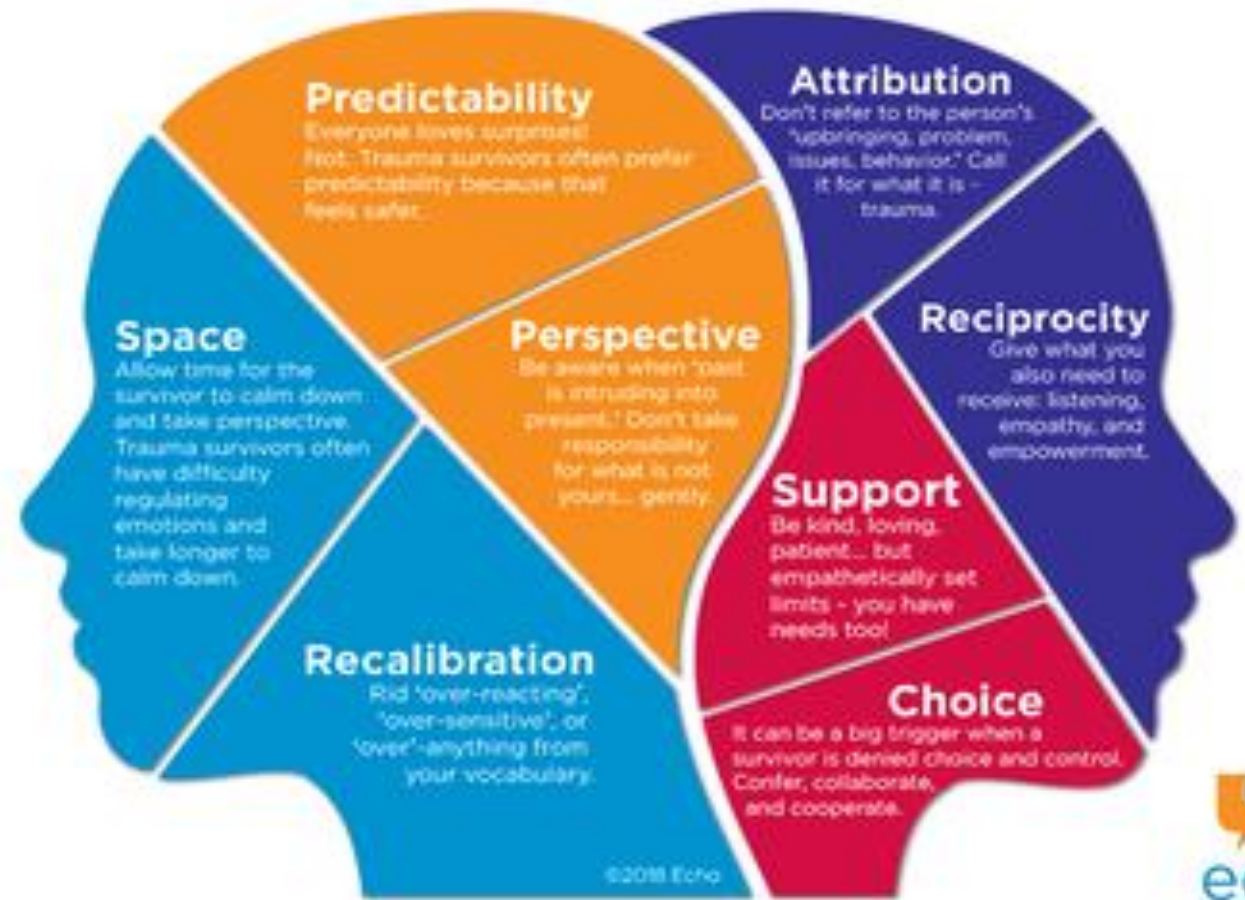 Predictability
Everyone loves surprises!
Not. Trauma survivors often prefer
predictability because that
feels safer.
Attribution
Don't refer to the person's
"upbringing, problem,
issues, behavior." Call
it for what it is -
trauma.
Space
Allow time for the
survivor to calm down
and take perspective.
Trauma survivors often
have difficulty
regulating
emotions and
take longer to
calm down.
Perspective
Be aware when 'past
is intruding into
present.' Don't take
responsibility
for what is not
yours... gently.
Reciprocity
Give what you
also need to
receive: listening,
empathy, and
empowerment.
Support
Be kind, loving,
patient... but
empathetically set
limits - you have
needs too!
Recalibration
Rid 'over-reacting',
'over-sensitive', or
'over'-anything from
your vocabulary.
Choice
It can be a big trigger when a
survivor is denied choice and control.
Confer, collaborate,
and cooperate.
©2018 Echo